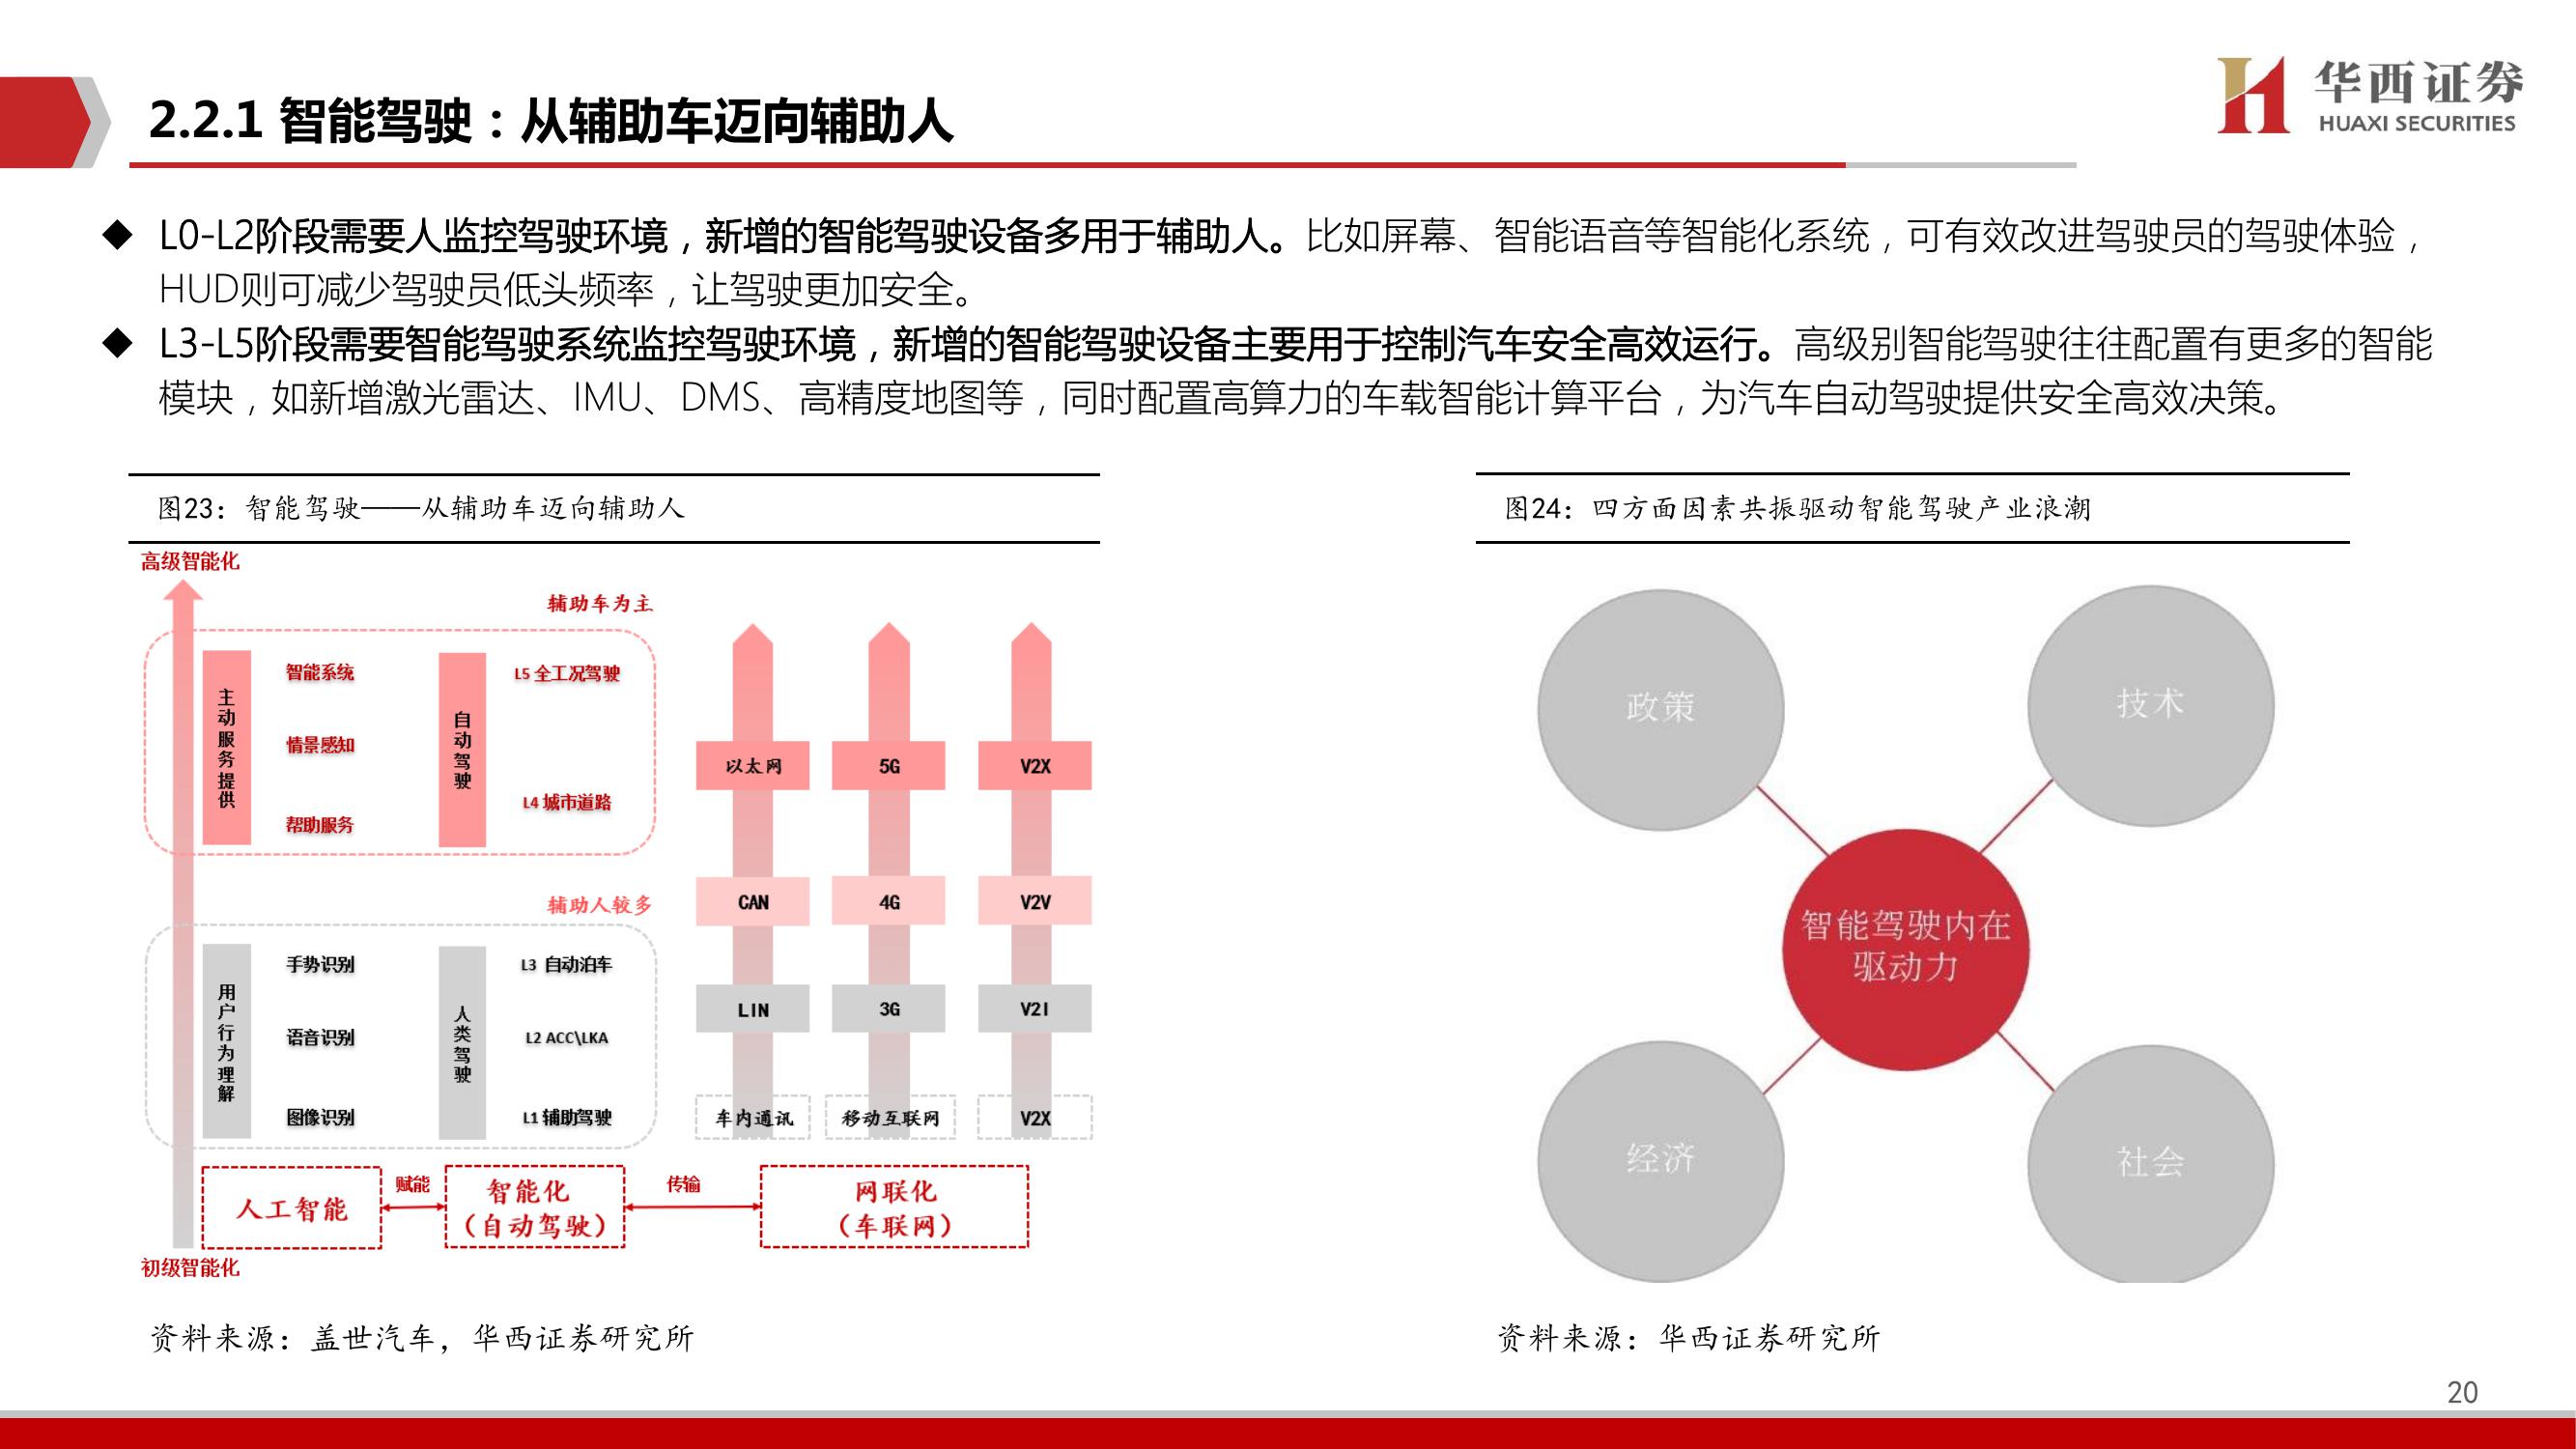 2.2.1 智能驾驶：从辅助车迈向辅助人
华西证券
HUAXI SECURITIES
◆ L0-L2阶段需要人监控驾驶环境，新增的智能驾驶设备多用于辅助人。比如屏幕、智能语音等智能化系统，可有效改进驾驶员的驾驶体验，
HUD则可减少驾驶员低头频率，让驾驶更加安全。
◆ L3-L5阶段需要智能驾驶系统监控驾驶环境，新增的智能驾驶设备主要用于控制汽车安全高效运行。高级别智能驾驶往往配置有更多的智能
模块，如新增激光雷达、IMU、DMS、高精度地图等，同时配置高算力的车载智能计算平台，为汽车自动驾驶提供安全高效决策。
图23：智能驾驶——从辅助车迈向辅助人
高级智能化
辅助车为主
主动服务提供
智能系统
情景感知
帮助服务
自动驾驶
L5 全工况驾驶
L4 城市道路
辅助人较多
用户行为理解
手势识别
语音识别
图像识别
人类驾驶
L3 自动泊车
L2 ACC\LKA
L1 辅助驾驶
以太网
5G
V2X
CAN
4G
V2V
LIN
3G
V2I
车内通讯
移动互联网
V2X
人工智能
赋能
智能化
（自动驾驶）
传输
网联化
（车联网）
初级智能化
资料来源：盖世汽车，华西证券研究所
图24：四方面因素共振驱动智能驾驶产业浪潮
政策
技术
智能驾驶内在
驱动力
经济
社会
资料来源：华西证券研究所
20